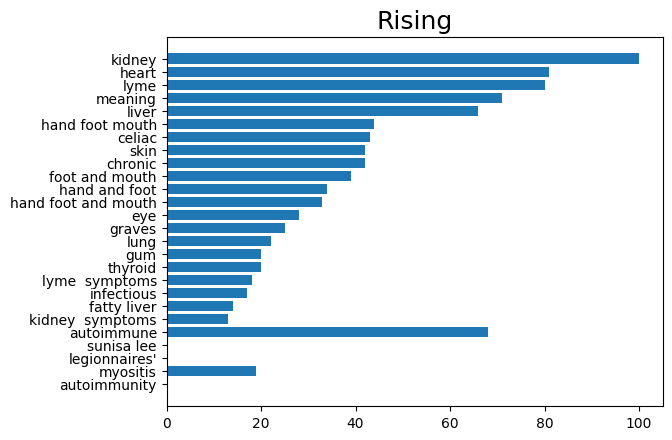 Rising
kidney
heart
lyme
meaning
liver
hand foot mouth
celiac
skin
chronic
foot and mouth
hand and foot
hand foot and mouth
eye
graves
lung
gum
thyroid
lyme  symptoms
infectious
fatty liver
kidney  symptoms
autoimmune
sunisa lee
legionnaires'
myositis
autoimmunity
0 20 40 60 80 100